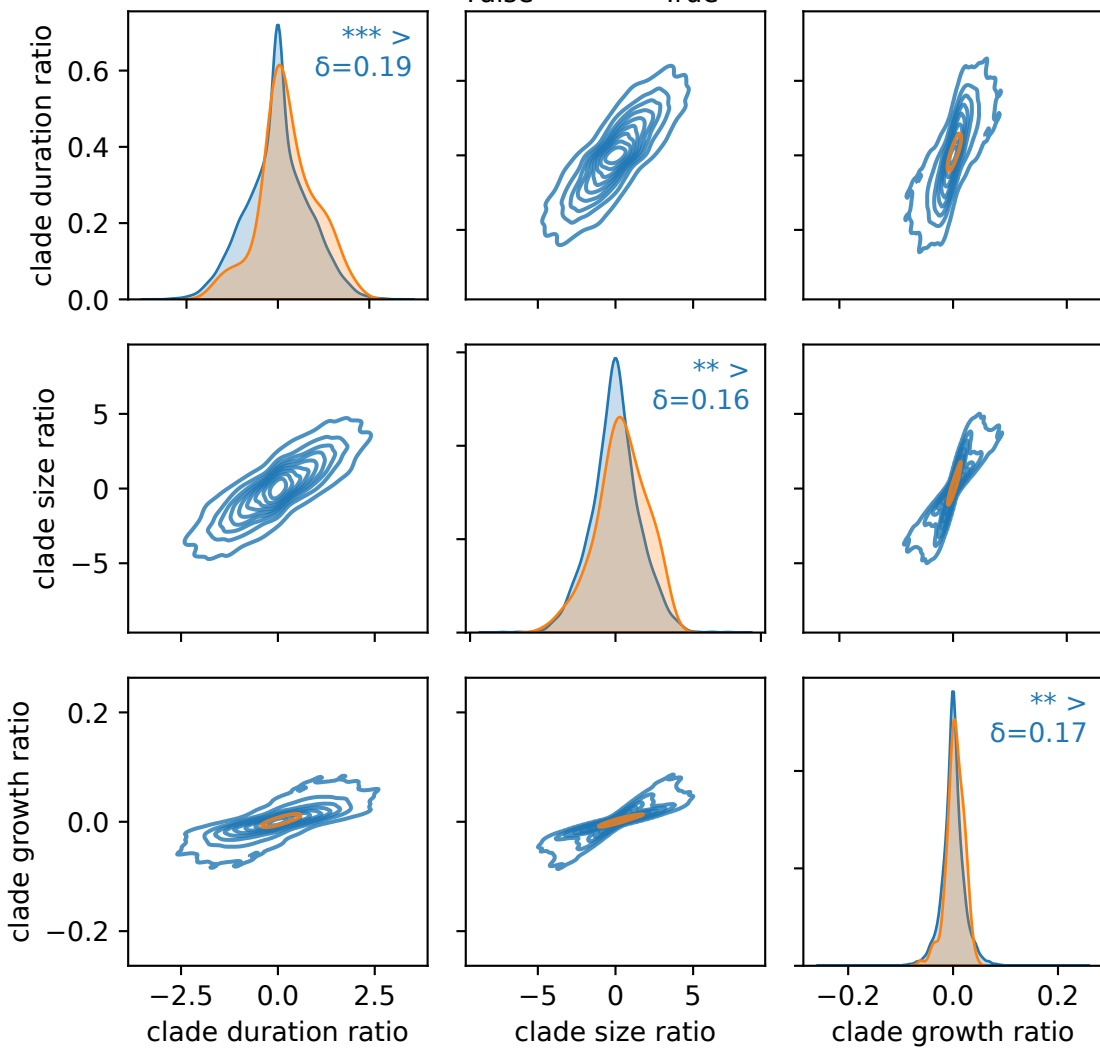 clade duration ratio
0.6
0.4
0.2
0.0
*** >
δ=0.19
clade size ratio
5
0
−5
** >
δ=0.16
clade growth ratio
0.2
0.0
−0.2
** >
δ=0.17
−2.5 0.0 2.5
−5 0 5
−0.2 0.0 0.2
clade duration ratio
clade size ratio
clade growth ratio